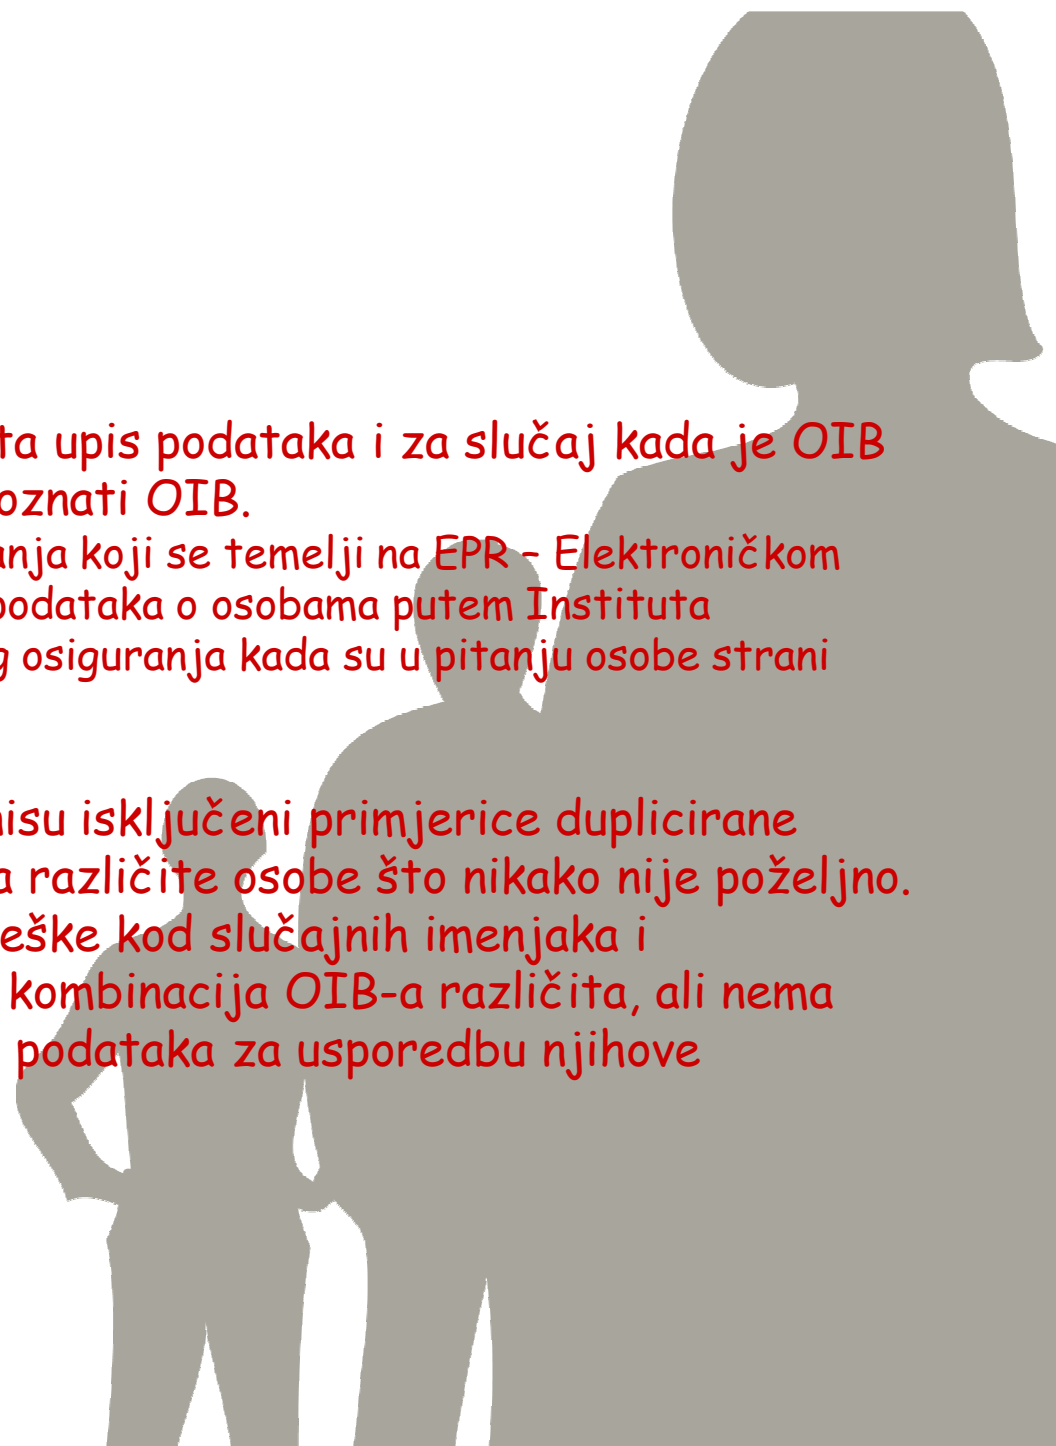 ta upis podataka i za slučaj kada je OIB
oznati OIB.
anja koji se temelji na EPR – Elektroničkom
podataka o osobama putem Instituta
g osiguranja kada su u pitanju osobe strani
nisu isključeni primjerice duplicirane
a različite osobe što nikako nije poželjno.
eške kod slučajnih imenjaka i
kombinacija OIB-a različita, ali nema
podataka za usporedbu njihove